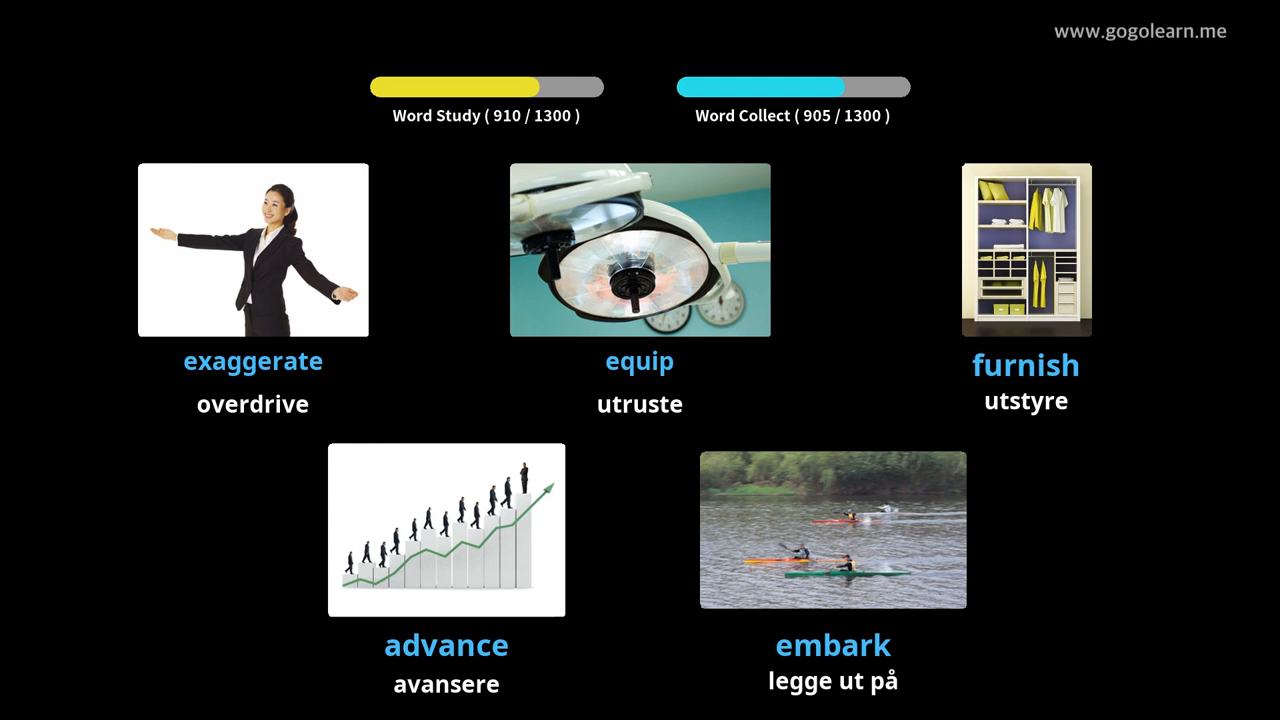 www.gogolearn.me
Word Study ( 910 / 1300 )
Word Collect ( 905 / 1300 )
exaggerate
overdrive
equip
utruste
furnish
utstyre
advance
avansere
embark
legge ut på